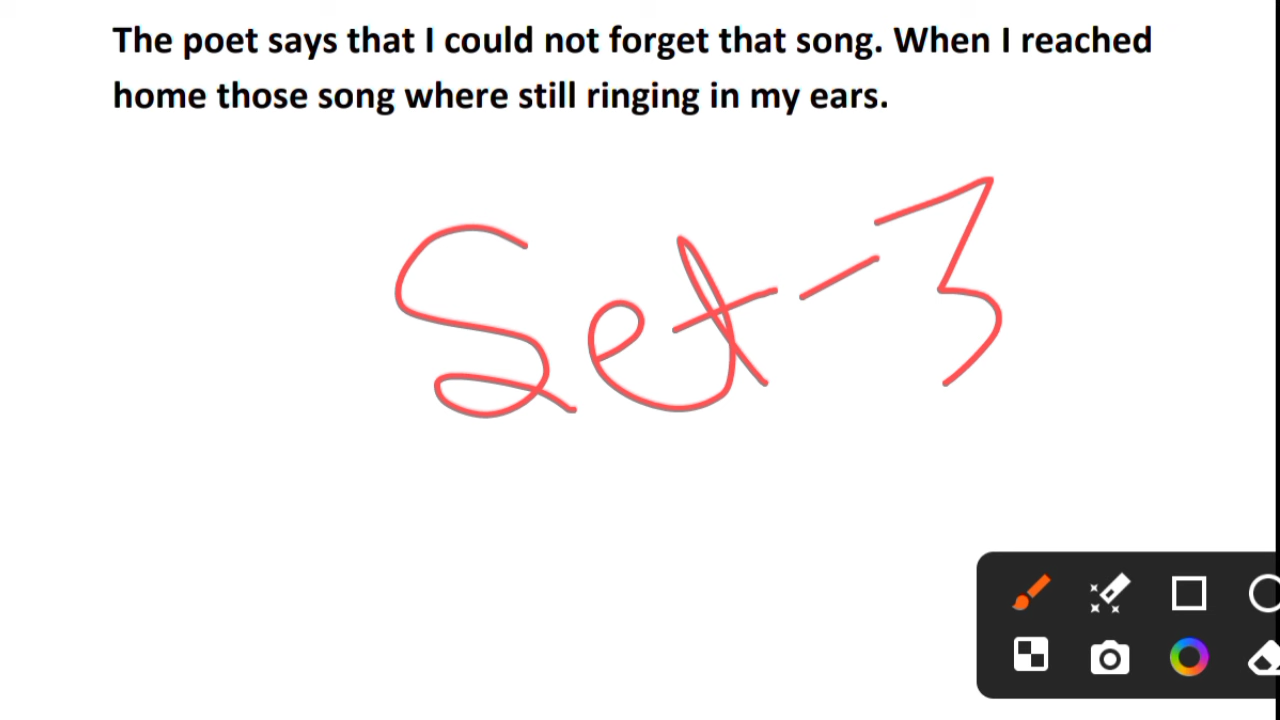 The poet says that I could not forget that song. When I reached
home those song where still ringing in my ears.
Set-3